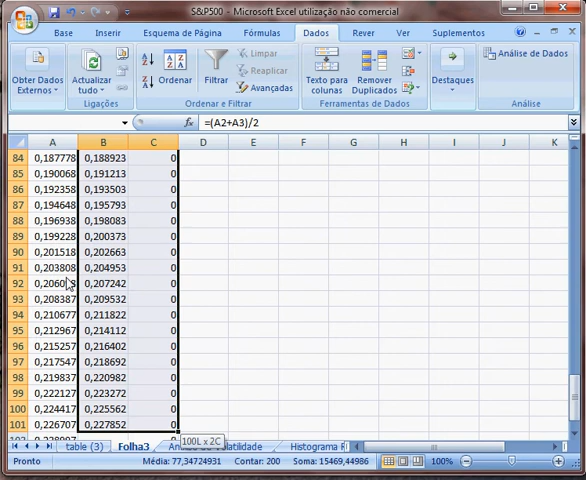 S&P500 - Microsoft Excel utilização não comercial
Base Inserir Esquema de Página Fórmulas Dados Rever Ver Suplementos
Obter Dados Externos
Atualizar tudo
Ligações
Ordenar
Filtrar
Limpar
Reaplicar
Avançadas
Ordenar e Filtrar
Texto para colunas
Remover Duplicados
Ferramentas de Dados
Destaques
Análise de Dados
Análise
=(A2+A3)/2
A B C D E F G H I J K
84 0,187778 0,188923 0
85 0,190068 0,191213 0
86 0,192358 0,193503 0
87 0,194648 0,195793 0
88 0,196938 0,198083 0
89 0,199228 0,200373 0
90 0,201518 0,202663 0
91 0,203808 0,204953 0
92 0,207242 0
93 0,208387 0,209532 0
94 0,210677 0,211822 0
95 0,212967 0,214112 0
96 0,215257 0,216402 0
97 0,217547 0,218692 0
98 0,219837 0,220982 0
99 0,222127 0,223272 0
100 0,224417 0,225562 0
101 0,226707 0,227852 0
100L x 2C
table (3) Folha3 Histograma
Pronto Média: 77,34724931 Contar: 200 Soma: 15469,44986 100%